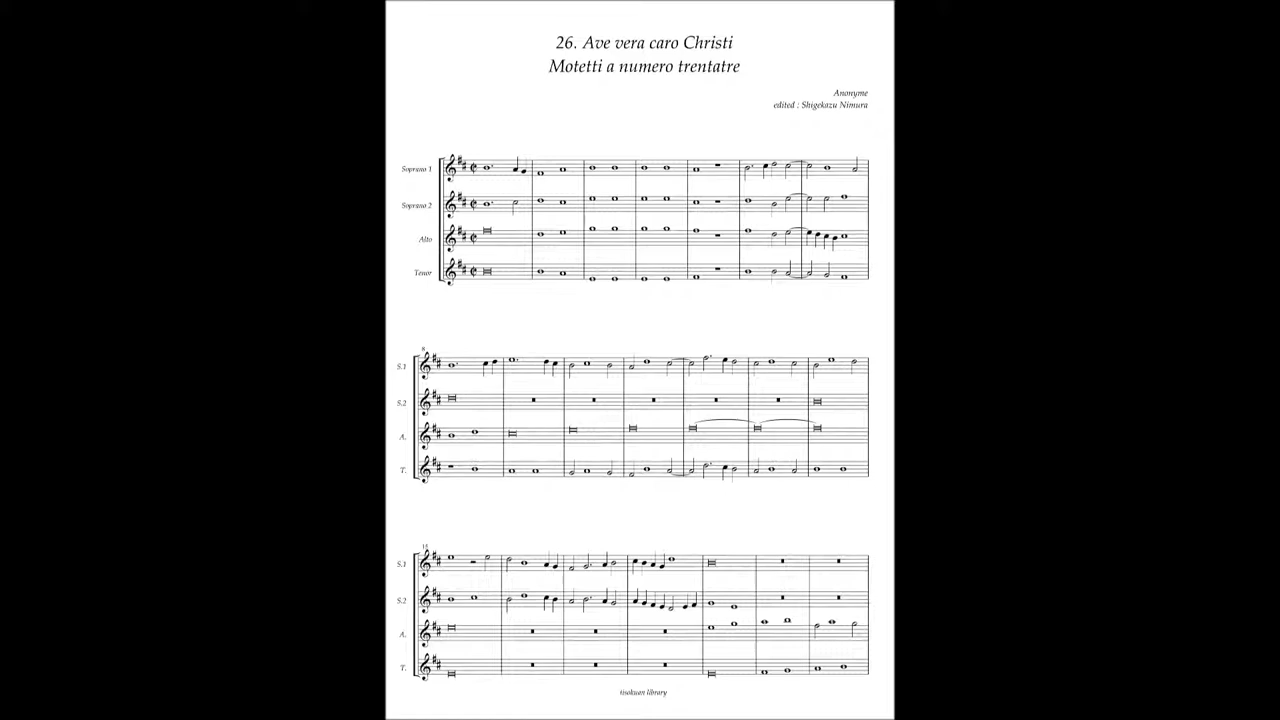 26. Ave vera caro Christi
Motetti a numero trentatre
Anonyme
edited : Shigekazu Nimura
Soprano 1
Soprano 2
Alto
Tenor
8
S.1
S.2
A.
T.
15
S.1
S.2
A.
T.
tisokuan library